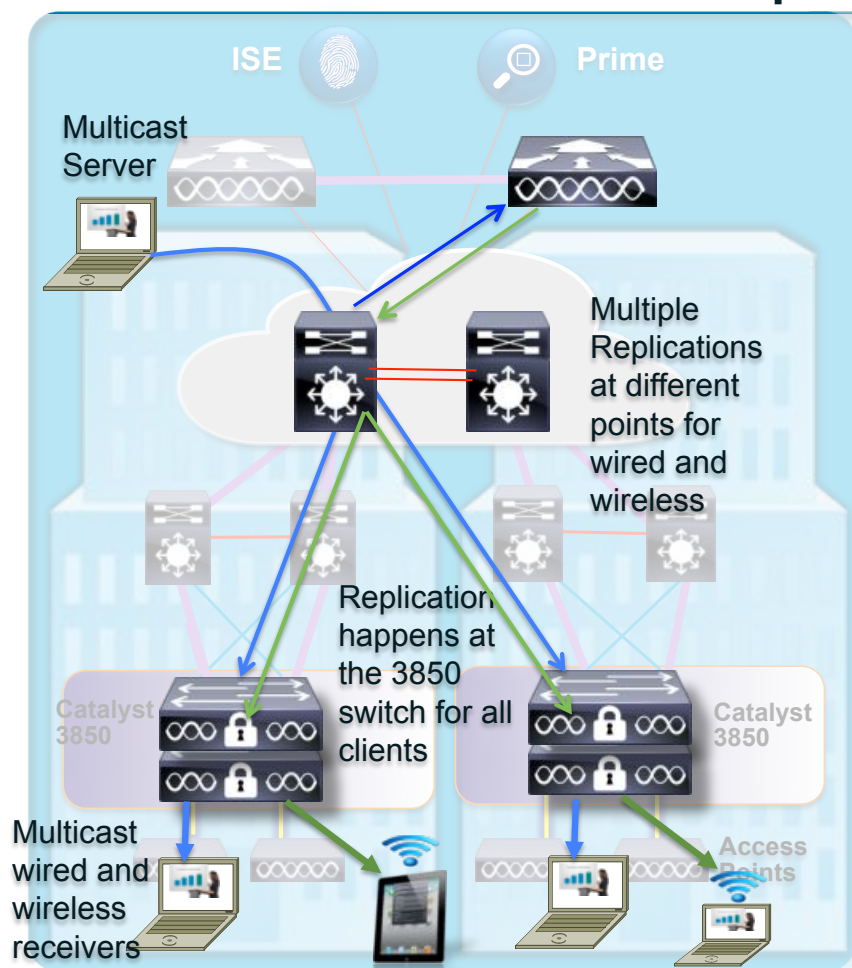 ISE
Prime
Multicast
Server
Multiple
Replications
at different
points for
wired and
wireless
Replication
happens at
the 3850
switch for all
clients
Catalyst
3850
Catalyst
3850
Multicast
wired and
wireless
receivers
Access
Points